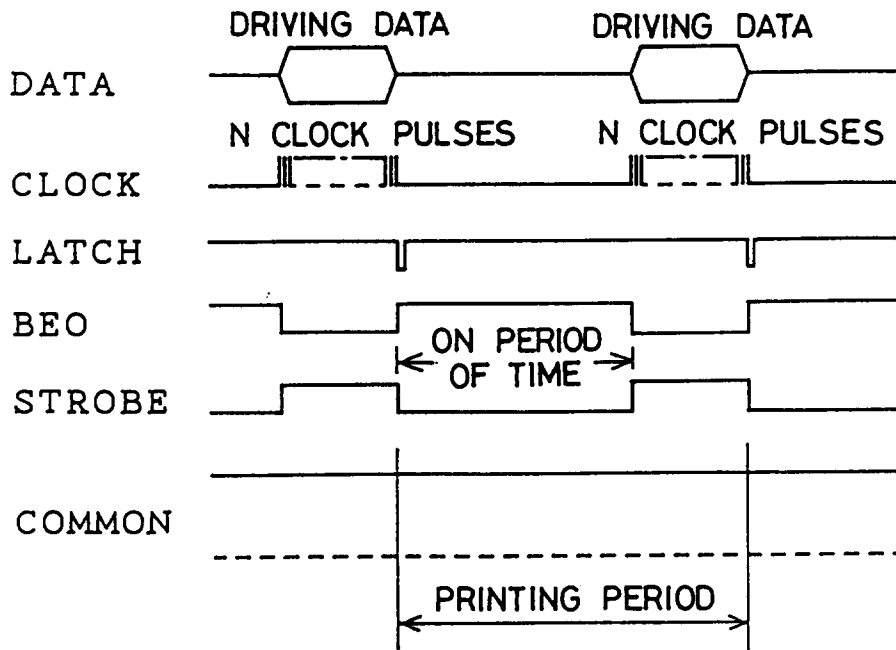 DRIVING DATA DRIVING DATA
DATA
N CLOCK PULSES N CLOCK PULSES
CLOCK
LATCH
BEO
ON PERIOD
OF TIME
STROBE
COMMON
PRINTING PERIOD